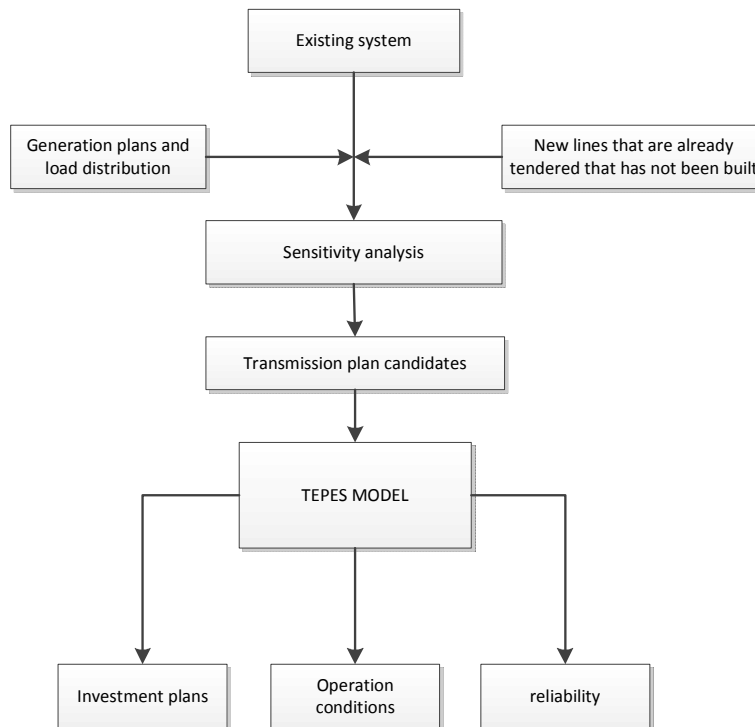 Existing system
Generation plans and
load distribution
New lines that are already
tendered that has not been built
Sensitivity analysis
Transmission plan candidates
TEPES MODEL
Investment plans
Operation
conditions
reliability